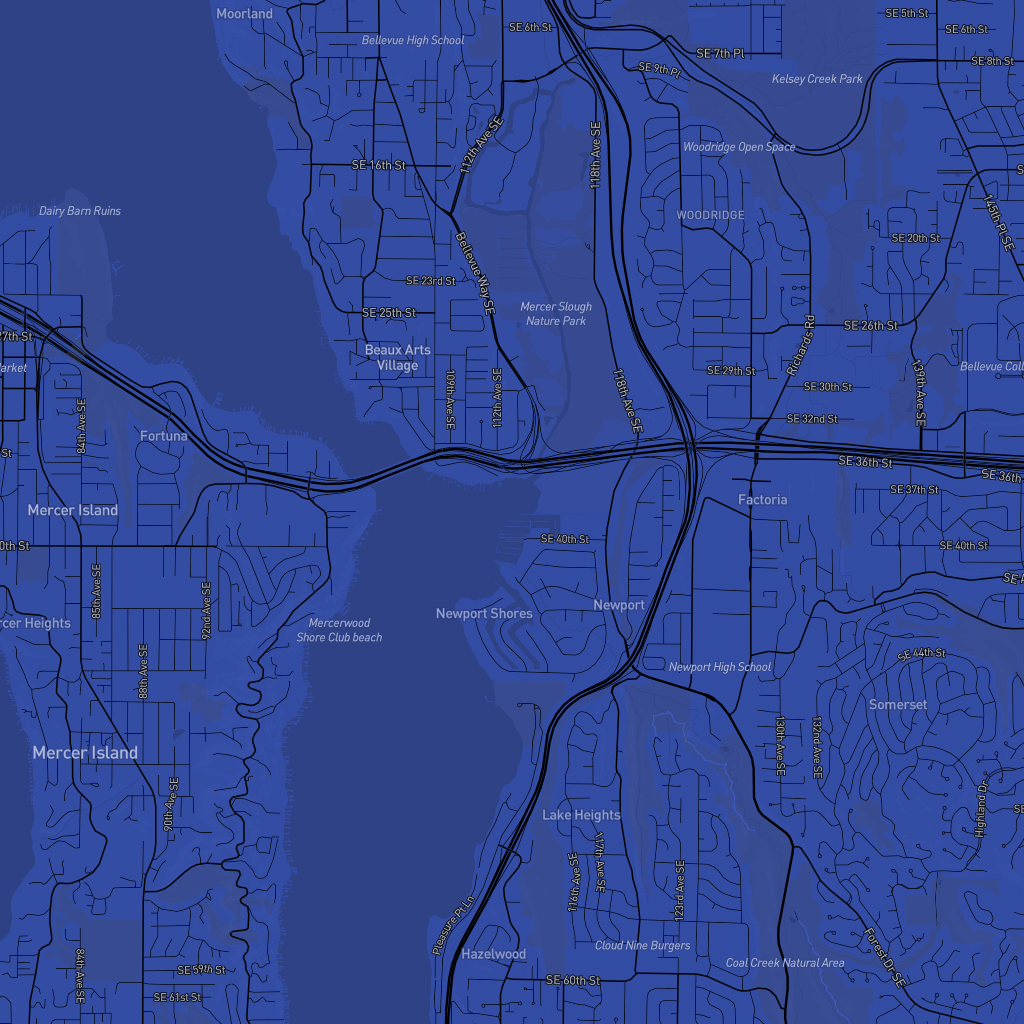 Moorland
SE 6th St
SE 5th St
SE 6th St
Bellevue High School
SE 7th Pl
SE 8th St
SE 9th Pl
Kelsey Creek Park
112th Ave SE
118th Ave SE
Woodridge Open Space
SE 16th St
Dairy Barn Ruins
WOODRIDGE
145th Pl SE
SE 20th St
Bellevue Way SE
SE 23rd St
Mercer Slough
Nature Park
SE 25th St
SE 26th St
27th St
Richards Rd
Beaux Arts
Village
SE 29th St
139th Ave SE
109th Ave SE
112th Ave SE
118th Ave SE
SE 30th St
84th Ave SE
SE 32nd St
Fortuna
SE 36th St
SE 36th
SE 37th St
Factoria
Mercer Island
SE 40th St
SE 40th St
85th Ave SE
92nd Ave SE
Newport
Newport Shores
Mercerwood
Shore Club beach
88th Ave SE
SE 44th St
Newport High School
Somerset
130th Ave SE
132nd Ave SE
Mercer Island
90th Ave SE
Highland Dr
Lake Heights
117th Ave SE
116th Ave SE
123rd Ave SE
Pleasure Pt Ln
Cloud Nine Burgers
Hazelwood
Coal Creek Natural Area
Forest Dr SE
84th Ave SE
SE 59th St
SE 60th St
SE 61st St